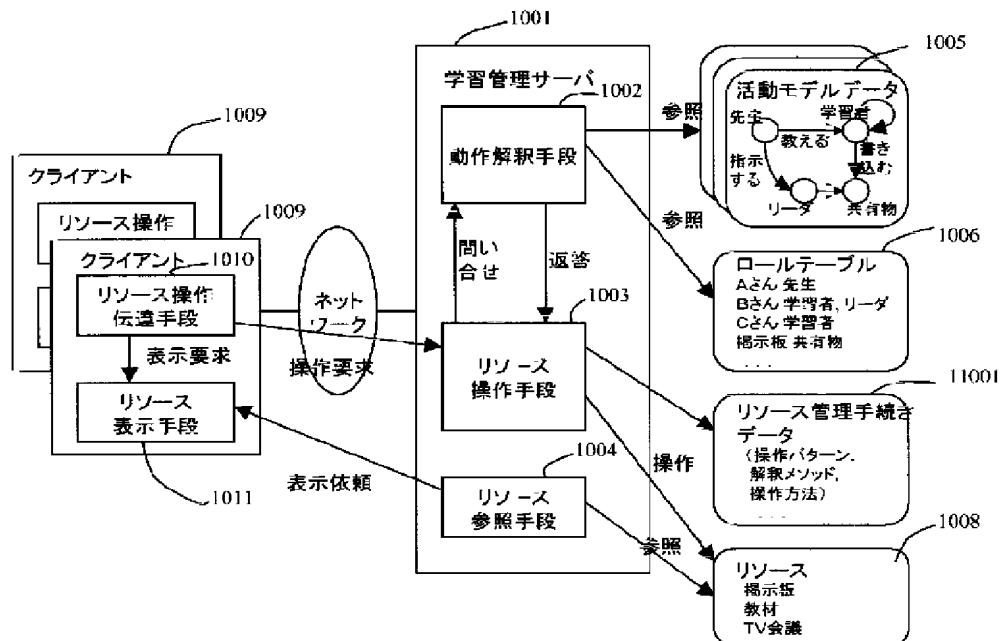 1001
学習管理サーバ
1002
動作解釈手段
問い
合せ
返答
1003
リソース
操作手段
1004
リソース
参照手段
1009
クライアント
リソース操作
1009
クライアント
1010
リソース操作
伝達手段
表示要求
リソース
表示手段
1011
ネット
ワーク
操作要求
表示依頼
参照
参照
操作
参照
1005
活動モデルデータ
先生
学習者
教える
書き
込む
指示
する
リーダ
共有物
1006
ロールテーブル
Aさん 先生
Bさん 学習者, リーダ
Cさん 学習者
掲示板 共有物
. . .
11001
リソース管理手続き
データ
(操作パターン,
解釈メソッド,
操作方法)
. . .
1008
リソース
掲示板
教材
TV会議